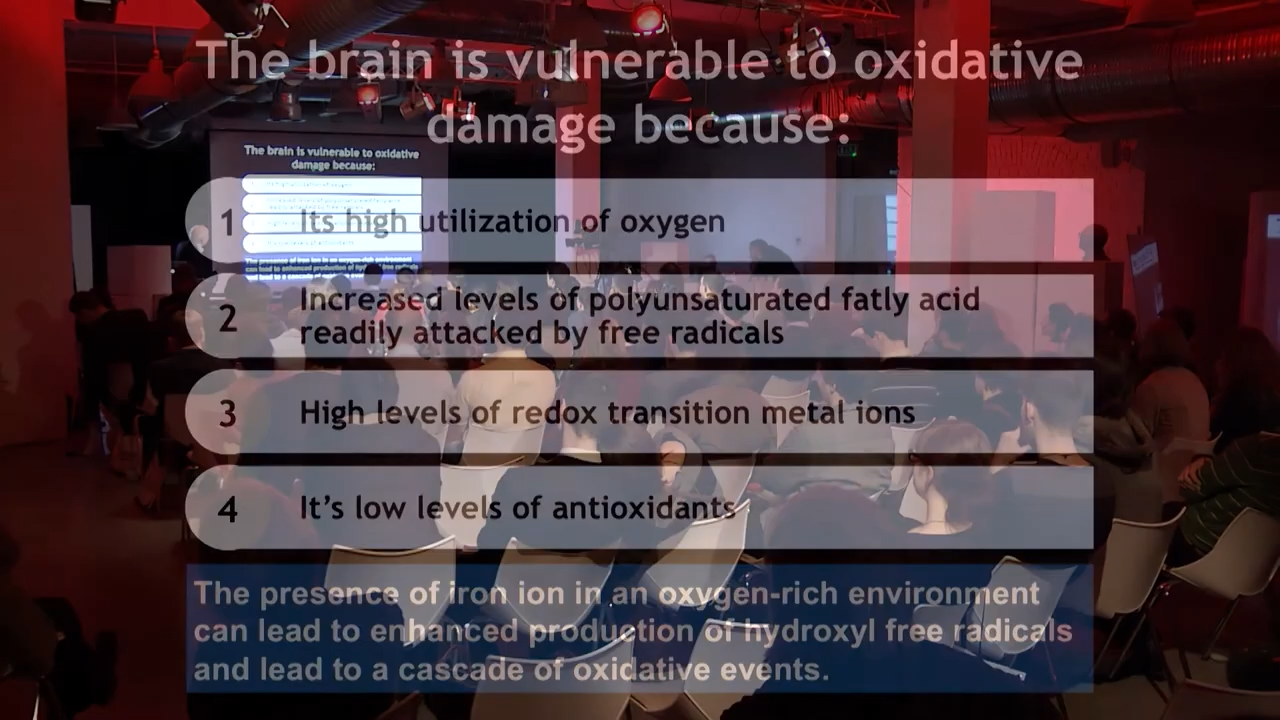 The brain is vulnerable to oxidative
damage because:
1 Its high utilization of oxygen
2 Increased levels of polyunsaturated fatly acid
readily attacked by free radicals
3 High levels of redox transition metal ions
4 It’s low levels of antioxidants
The presence of iron ion in an oxygen-rich environment
can lead to enhanced production of hydroxyl free radicals
and lead to a cascade of oxidative events.
The brain is vulnerable to oxidative
damage because: